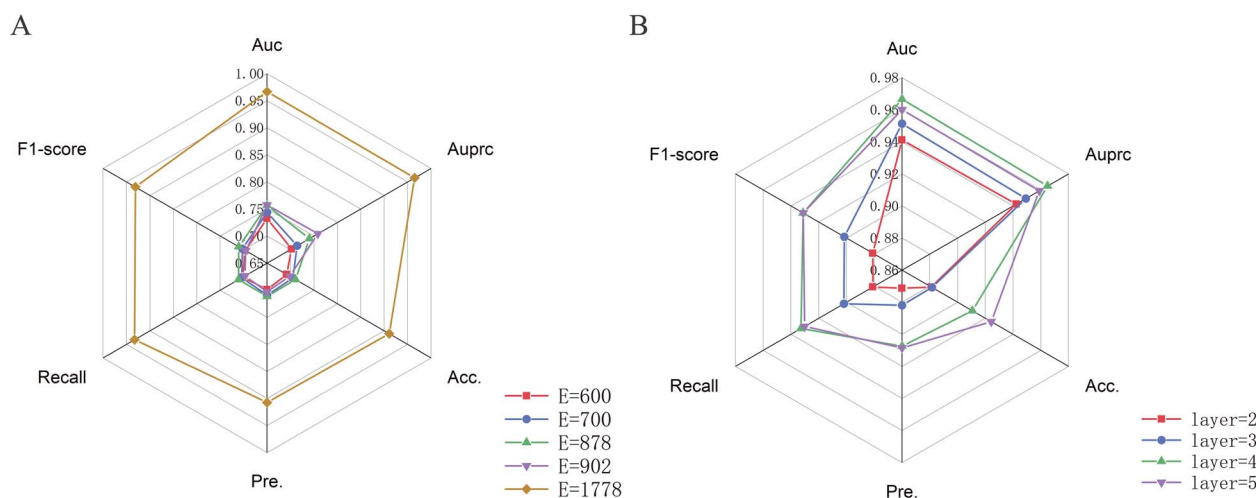 A
Auc
1.00
0.95
0.90
0.85
0.80
0.75
0.70
0.65
F1-score
Auprc
Recall
Acc.
Pre.
E=600
E=700
E=878
E=902
E=1778
B
Auc
0.98
0.96
0.94
0.92
0.90
0.88
0.86
F1-score
Auprc
Recall
Acc.
Pre.
layer=2
layer=3
layer=4
layer=5